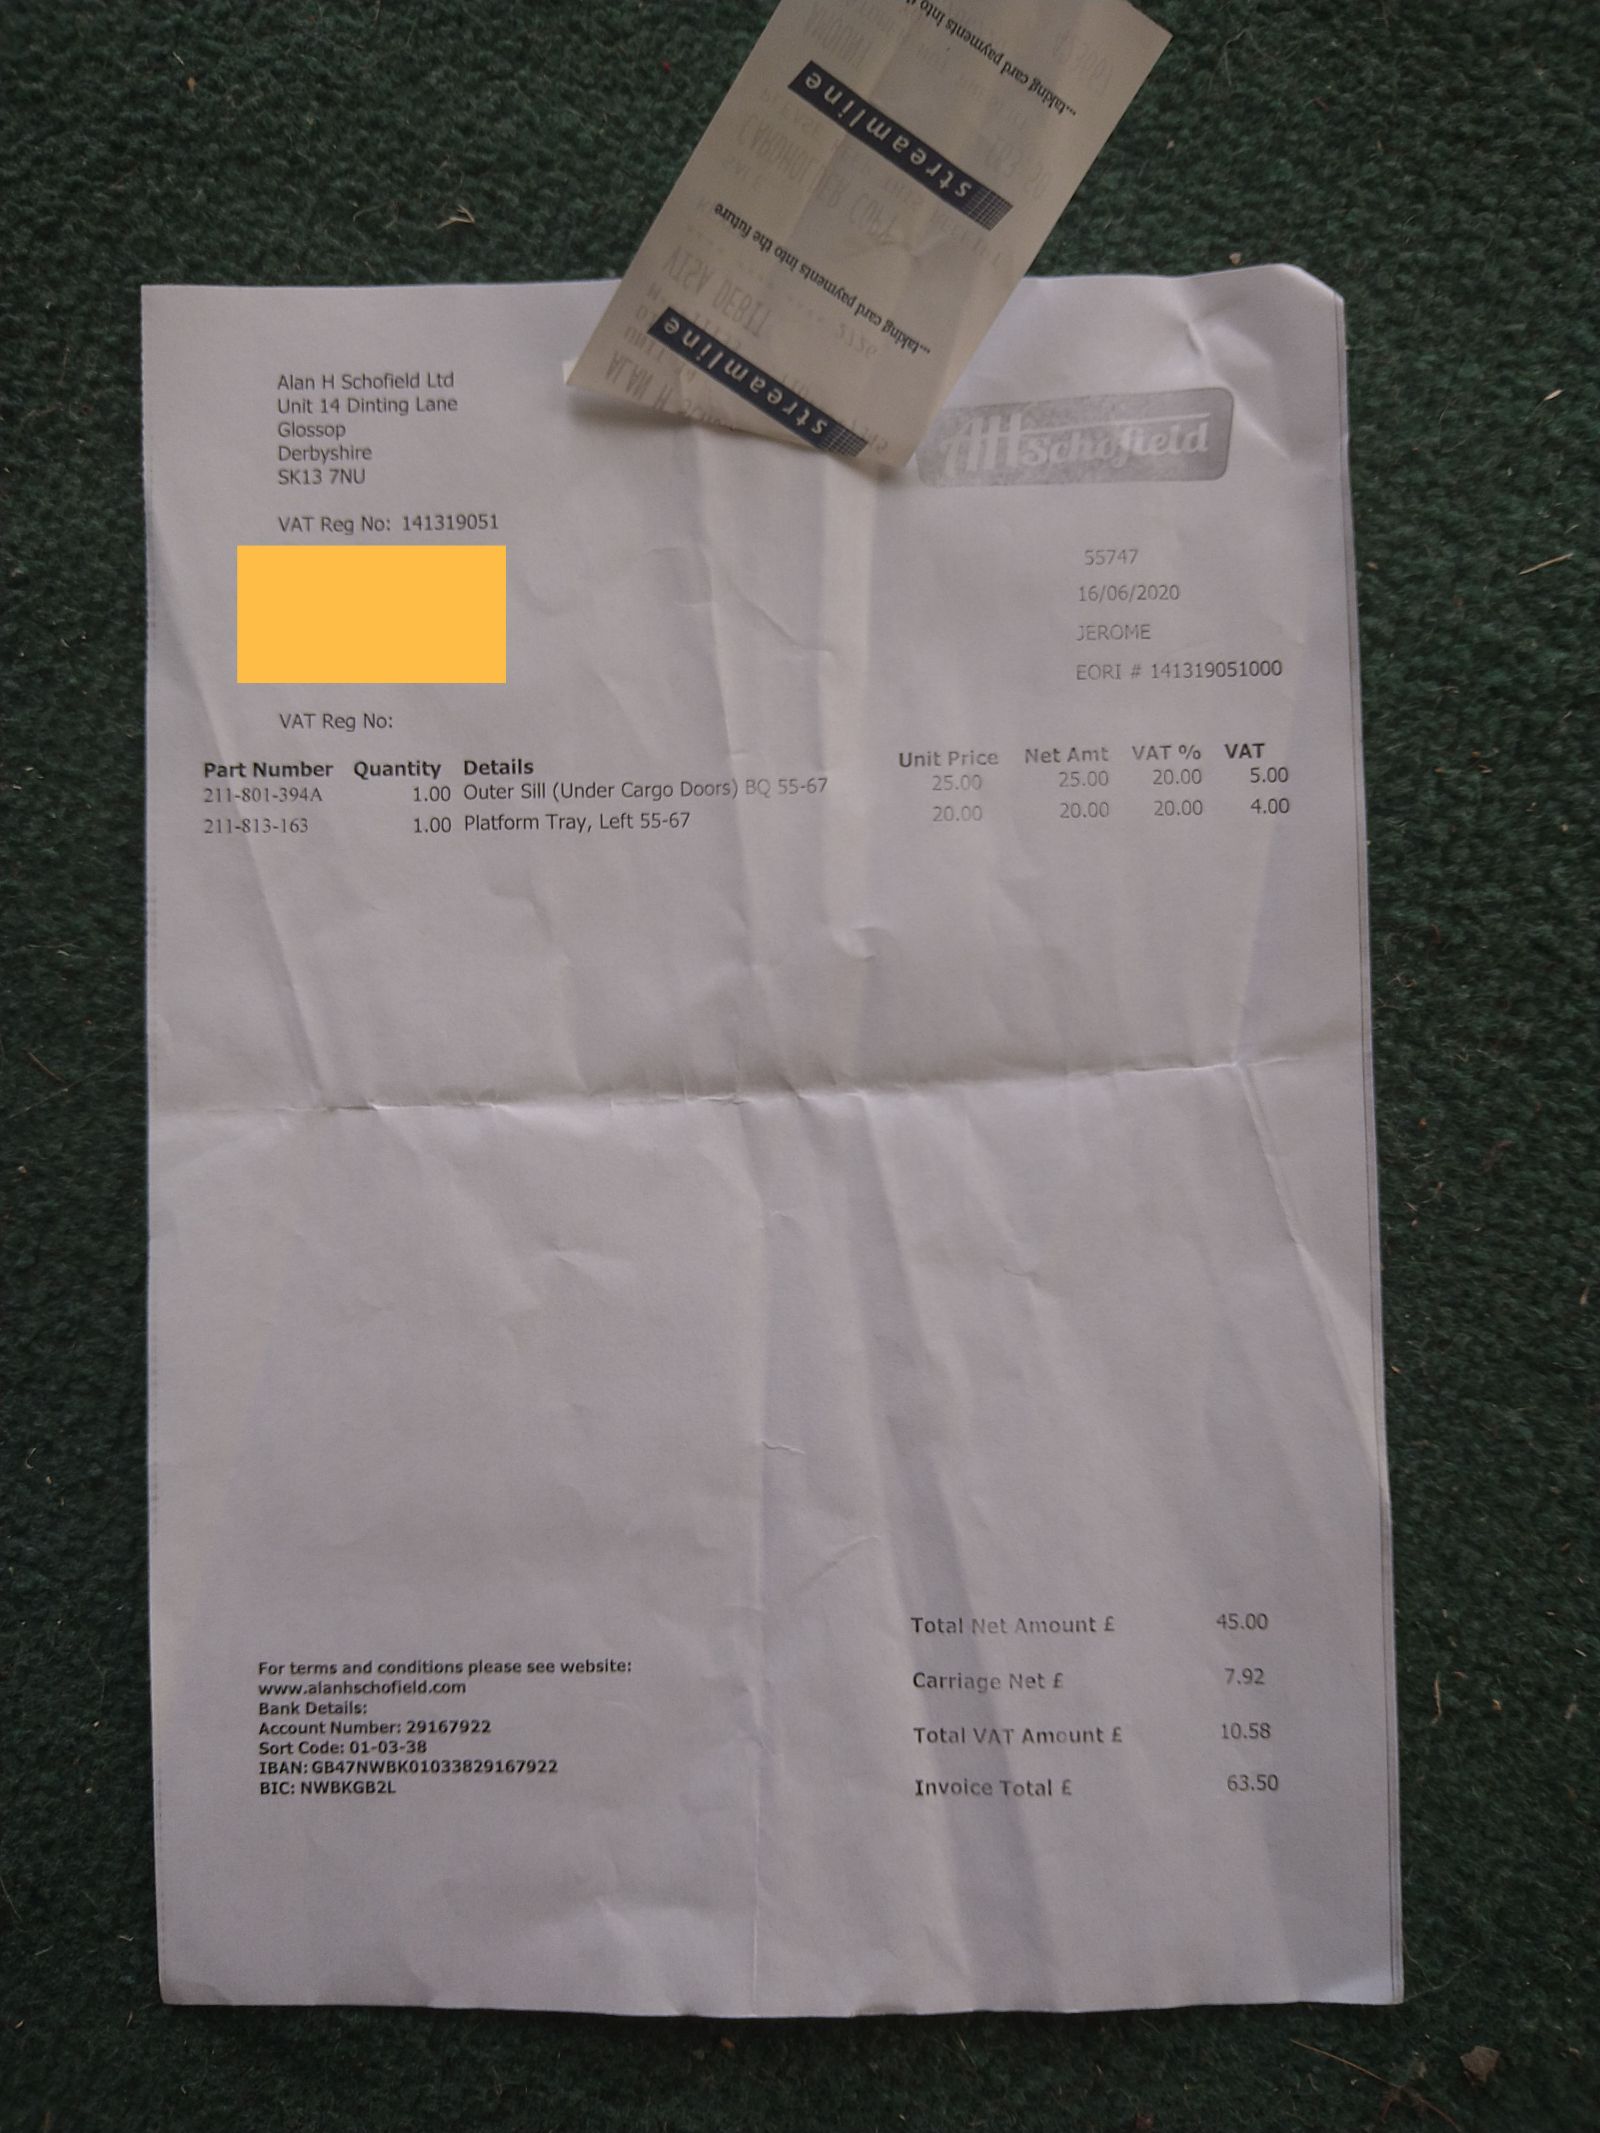 ...taking card payments into
streamline
...taking card payments into the future
streamline
VISA DEBIT
CARDHOLDER COPY
Alan H Schofield Ltd
Unit 14 Dinting Lane
Glossop
Derbyshire
SK13 7NU
AHSchofield
VAT Reg No: 141319051
55747
16/06/2020
JEROME
EORI # 141319051000
VAT Reg No:
Part Number Quantity Details Unit Price Net Amt VAT % VAT
211-801-394A 1.00 Outer Sill (Under Cargo Doors) BQ 55-67 25.00 25.00 20.00 5.00
211-813-163 1.00 Platform Tray, Left 55-67 20.00 20.00 20.00 4.00
Total Net Amount £ 45.00
Carriage Net £ 7.92
Total VAT Amount £ 10.58
Invoice Total £ 63.50
For terms and conditions please see website:
www.alanhschofield.com
Bank Details:
Account Number: 29167922
Sort Code: 01-03-38
IBAN: GB47NWBK01033829167922
BIC: NWBKGB2L